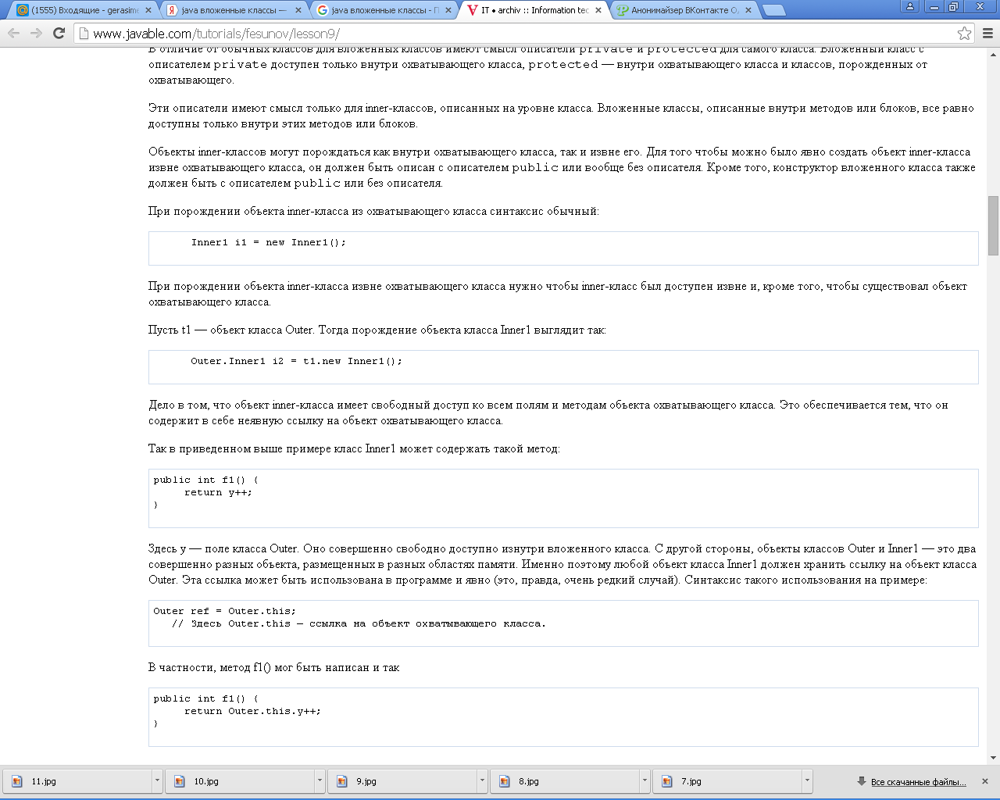 (1555) Входящие - gerasime
java вложенные классы —
java вложенные классы - П
IT • archiv :: Information tec
Анонимайзер ВКонтакте О
www.javable.com/tutorials/fesunov/lesson9/
В отличие от обычных классов для вложенных классов имеют смысл описатели private и protected для самого класса. Вложенный класс с
описателем private доступен только внутри охватывающего класса, protected — внутри охватывающего класса и классов, порожденных от
охватывающего.
Эти описатели имеют смысл только для inner-классов, описанных на уровне класса. Вложенные классы, описанные внутри методов или блоков, все равно
доступны только внутри этих методов или блоков.
Объекты inner-классов могут порождаться как внутри охватывающего класса, так и извне его. Для того чтобы можно было явно создать объект inner-класса
извне охватывающего класса, он должен быть описан с описателем public или вообще без описателя. Кроме того, конструктор вложенного класса также
должен быть с описателем public или без описателя.
При порождении объекта inner-класса из охватывающего класса синтаксис обычный:
Inner1 i1 = new Inner1();
При порождении объекта inner-класса извне охватывающего класса нужно чтобы inner-класс был доступен извне и, кроме того, чтобы существовал объект
охватывающего класса.
Пусть t1 — объект класса Outer. Тогда порождение объекта класса Inner1 выглядит так:
Outer.Inner1 i2 = t1.new Inner1();
Дело в том, что объект inner-класса имеет свободный доступ ко всем полям и методам объекта охватывающего класса. Это обеспечивается тем, что он
содержит в себе неявную ссылку на объект охватывающего класса.
Так в приведенном выше примере класс Inner1 может содержать такой метод:
public int f1() {
return y++;
}
Здесь y — поле класса Outer. Оно совершенно свободно доступно изнутри вложенного класса. С другой стороны, объекты классов Outer и Inner1 — это два
совершенно разных объекта, размещенных в разных областях памяти. Именно поэтому любой объект класса Inner1 должен хранить ссылку на объект класса
Outer. Эта ссылка может быть использована в программе и явно (это, правда, очень редкий случай). Синтаксис такого использования на примере:
Outer ref = Outer.this;
// Здесь Outer.this — ссылка на объект охватывающего класса.
В частности, метод f1() мог быть написан и так
public int f1() {
return Outer.this.y++;
}
11.jpg
10.jpg
9.jpg
8.jpg
7.jpg
Все скачанные файлы...